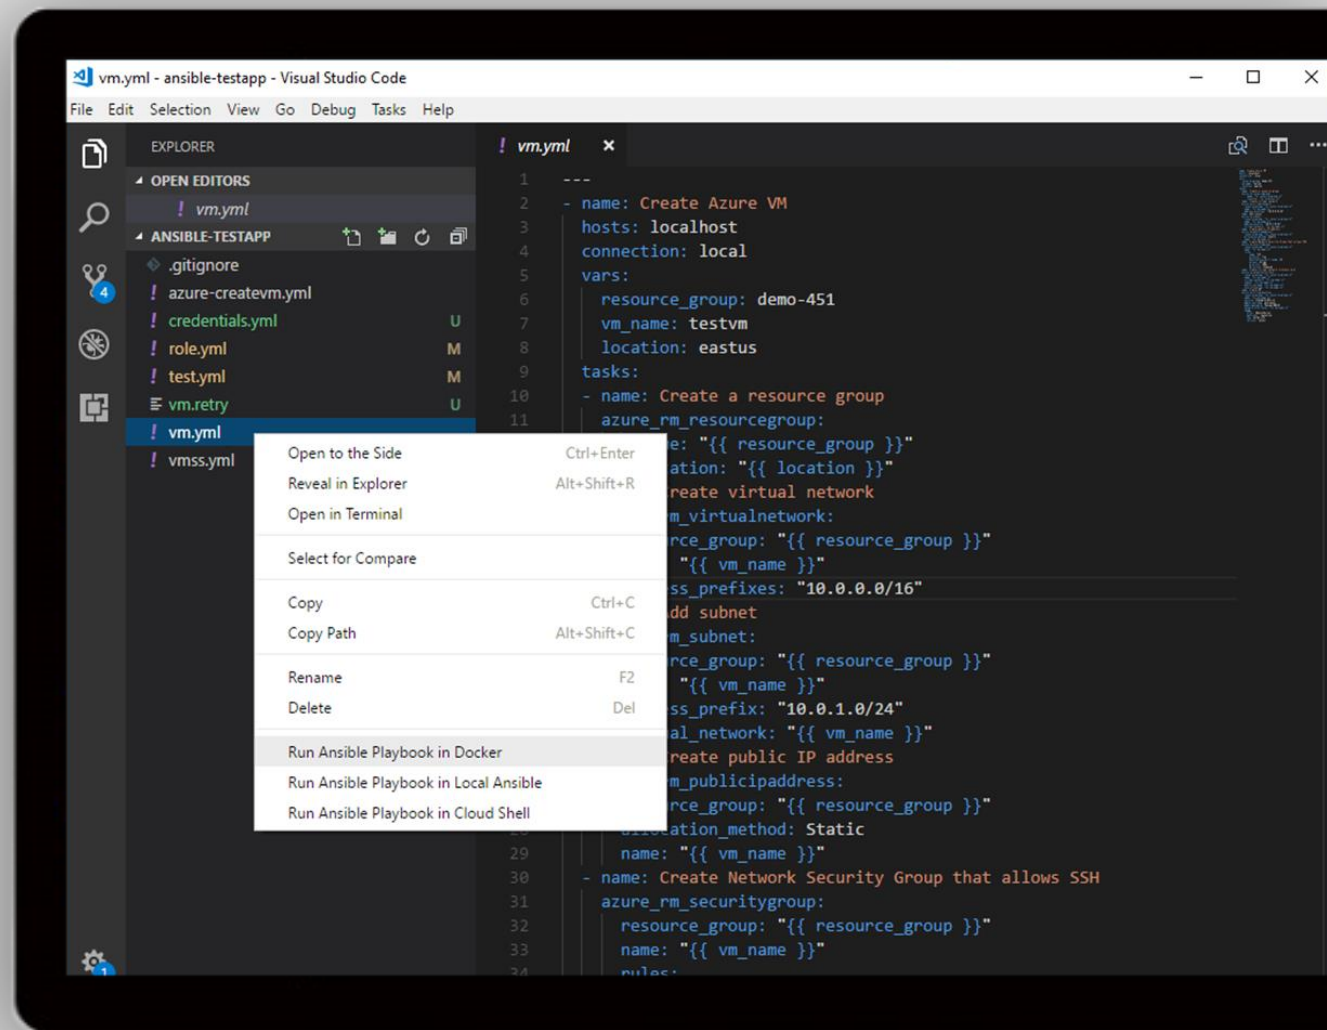 vm.yml - ansible-testapp - Visual Studio Code
File Edit Selection View Go Debug Tasks Help
EXPLORER
OPEN EDITORS
! vm.yml
ANSIBLE-TESTAPP
.gitignore
! azure-createvm.yml
! credentials.yml U
! role.yml M
! test.yml M
vm.retry U
! vm.yml
! vmss.yml
4
1
Open to the Side Ctrl+Enter
Reveal in Explorer Alt+Shift+R
Open in Terminal
Select for Compare
Copy Ctrl+C
Copy Path Alt+Shift+C
Rename F2
Delete Del
Run Ansible Playbook in Docker
Run Ansible Playbook in Local Ansible
Run Ansible Playbook in Cloud Shell
! vm.yml
1 ---
2 - name: Create Azure VM
3 hosts: localhost
4 connection: local
5 vars:
6 resource_group: demo-451
7 vm_name: testvm
8 location: eastus
9 tasks:
10 - name: Create a resource group
11 azure_rm_resourcegroup:
e: "{{ resource_group }}"
ation: "{{ location }}"
reate virtual network
m_virtualnetwork:
rce_group: "{{ resource_group }}"
"{{ vm_name }}"
ss_prefixes: "10.0.0.0/16"
dd subnet
m_subnet:
rce_group: "{{ resource_group }}"
"{{ vm_name }}"
ss_prefix: "10.0.1.0/24"
al_network: "{{ vm_name }}"
reate public IP address
m_publicipaddress:
rce_group: "{{ resource_group }}"
28 allocation_method: Static
29 name: "{{ vm_name }}"
30 - name: Create Network Security Group that allows SSH
31 azure_rm_securitygroup:
32 resource_group: "{{ resource_group }}"
33 name: "{{ vm_name }}"
34 rules: